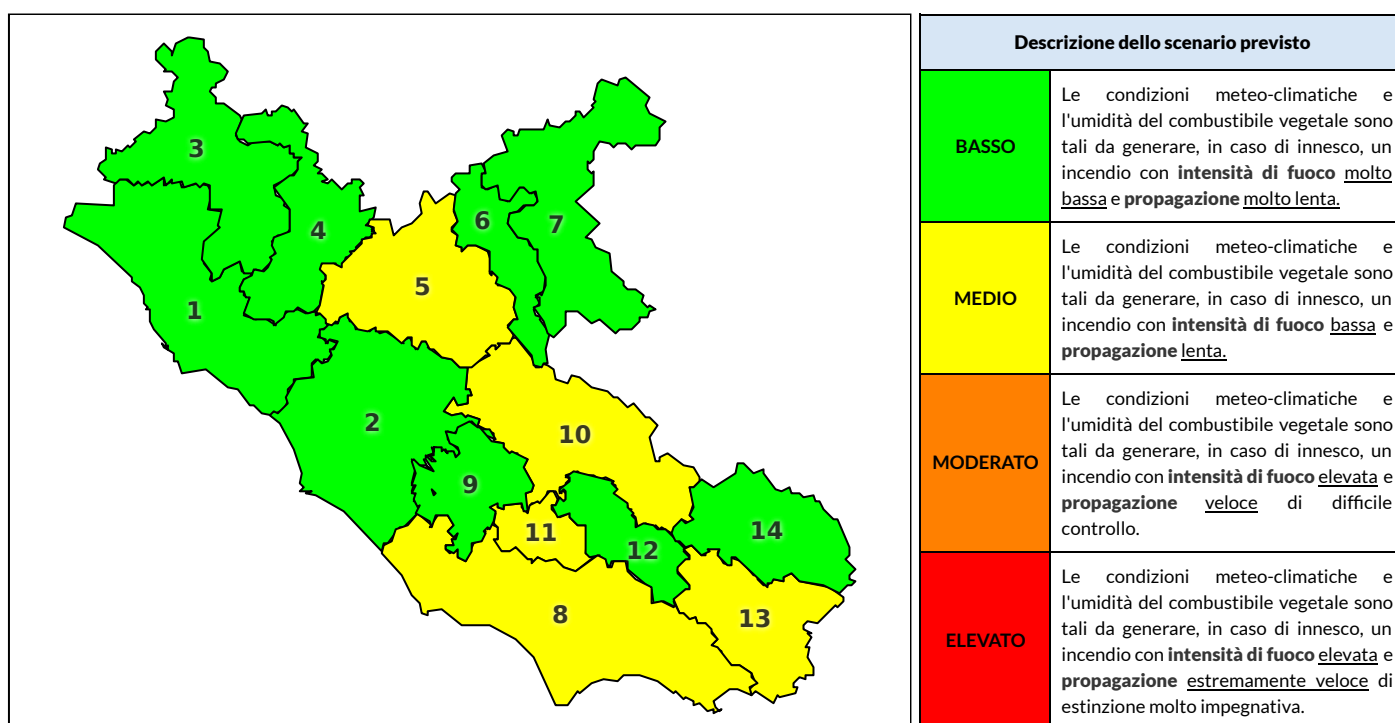 3
4
6
7
5
1
2
10
9
11
12
14
8
13
Descrizione dello scenario previsto
BASSO
Le condizioni meteo-climatiche e
l'umidità del combustibile vegetale sono
tali da generare, in caso di innesco, un
incendio con intensità di fuoco molto
bassa e propagazione molto lenta.
MEDIO
Le condizioni meteo-climatiche e
l'umidità del combustibile vegetale sono
tali da generare, in caso di innesco, un
incendio con intensità di fuoco bassa e
propagazione lenta.
MODERATO
Le condizioni meteo-climatiche e
l'umidità del combustibile vegetale sono
tali da generare, in caso di innesco, un
incendio con intensità di fuoco elevata e
propagazione veloce di difficile
controllo.
ELEVATO
Le condizioni meteo-climatiche e
l'umidità del combustibile vegetale sono
tali da generare, in caso di innesco, un
incendio con intensità di fuoco elevata e
propagazione estremamente veloce di
estinzione molto impegnativa.